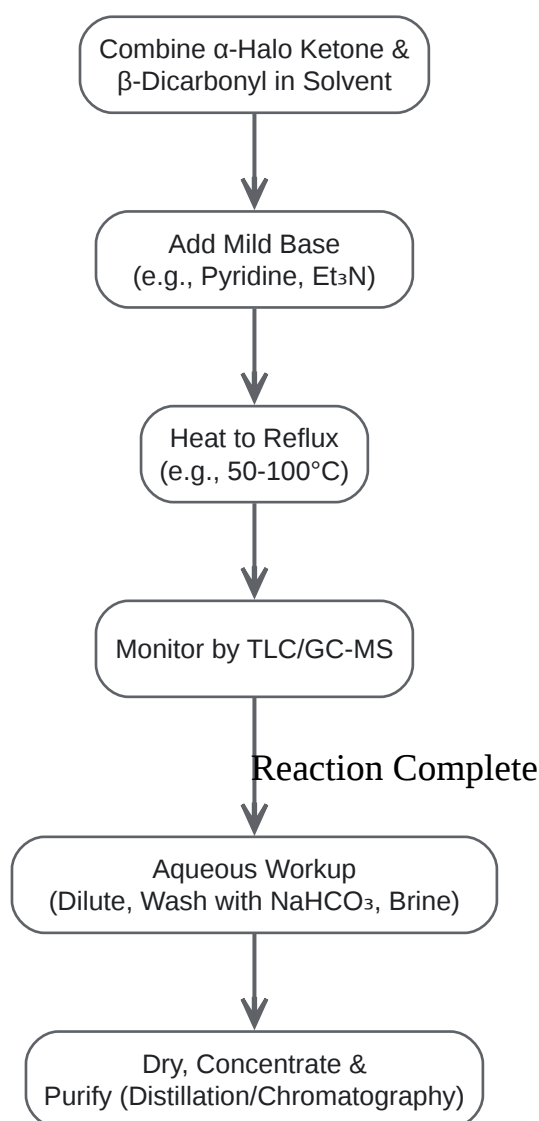 Combine α-Halo Ketone &
β-Dicarbonyl in Solvent
Add Mild Base
(e.g., Pyridine, Et₃N)
Heat to Reflux
(e.g., 50-100°C)
Monitor by TLC/GC-MS
Reaction Complete
Aqueous Workup
(Dilute, Wash with NaHCO₃, Brine)
Dry, Concentrate &
Purify (Distillation/Chromatography)